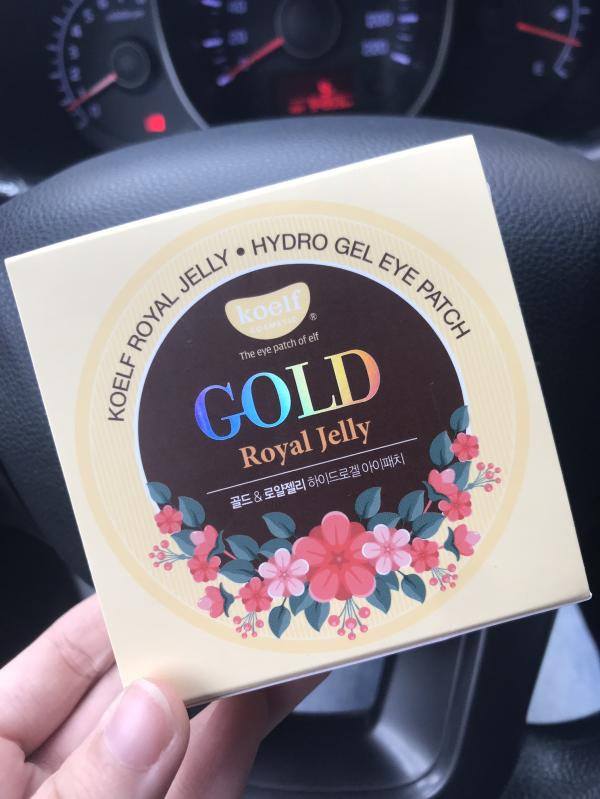 KOELF ROYAL JELLY • HYDRO GEL EYE PATCH
koelf
COSMETIC
®
The eye patch of elf
GOLD
Royal Jelly
골드 & 로얄젤리 하이드로겔 아이패치